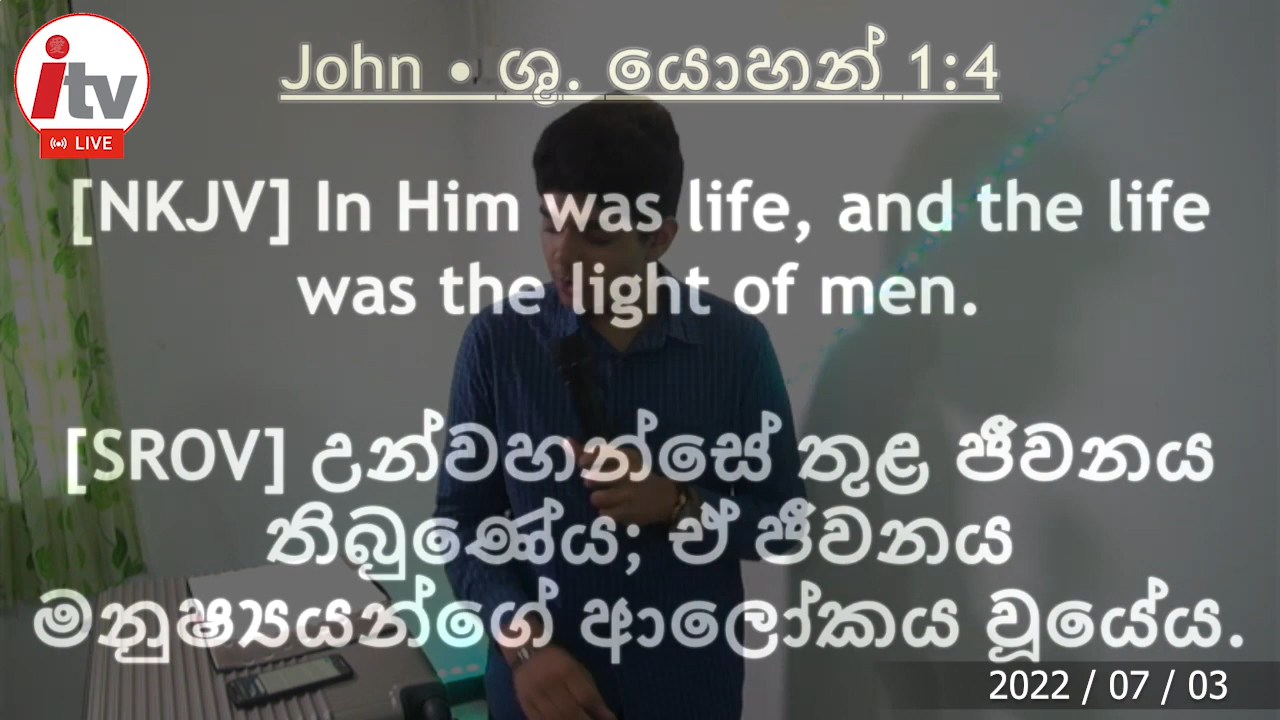 itv
LIVE
John • ශු. යොහන් 1:4
[NKJV] In Him was life, and the life
was the light of men.
[SROV] උන්වහන්සේ තුළ ජීවනය
තිබුණේය; ඒ ජීවනය
මනුෂ්‍යයන්ගේ ආලෝකය වූයේය.
2022 / 07 / 03